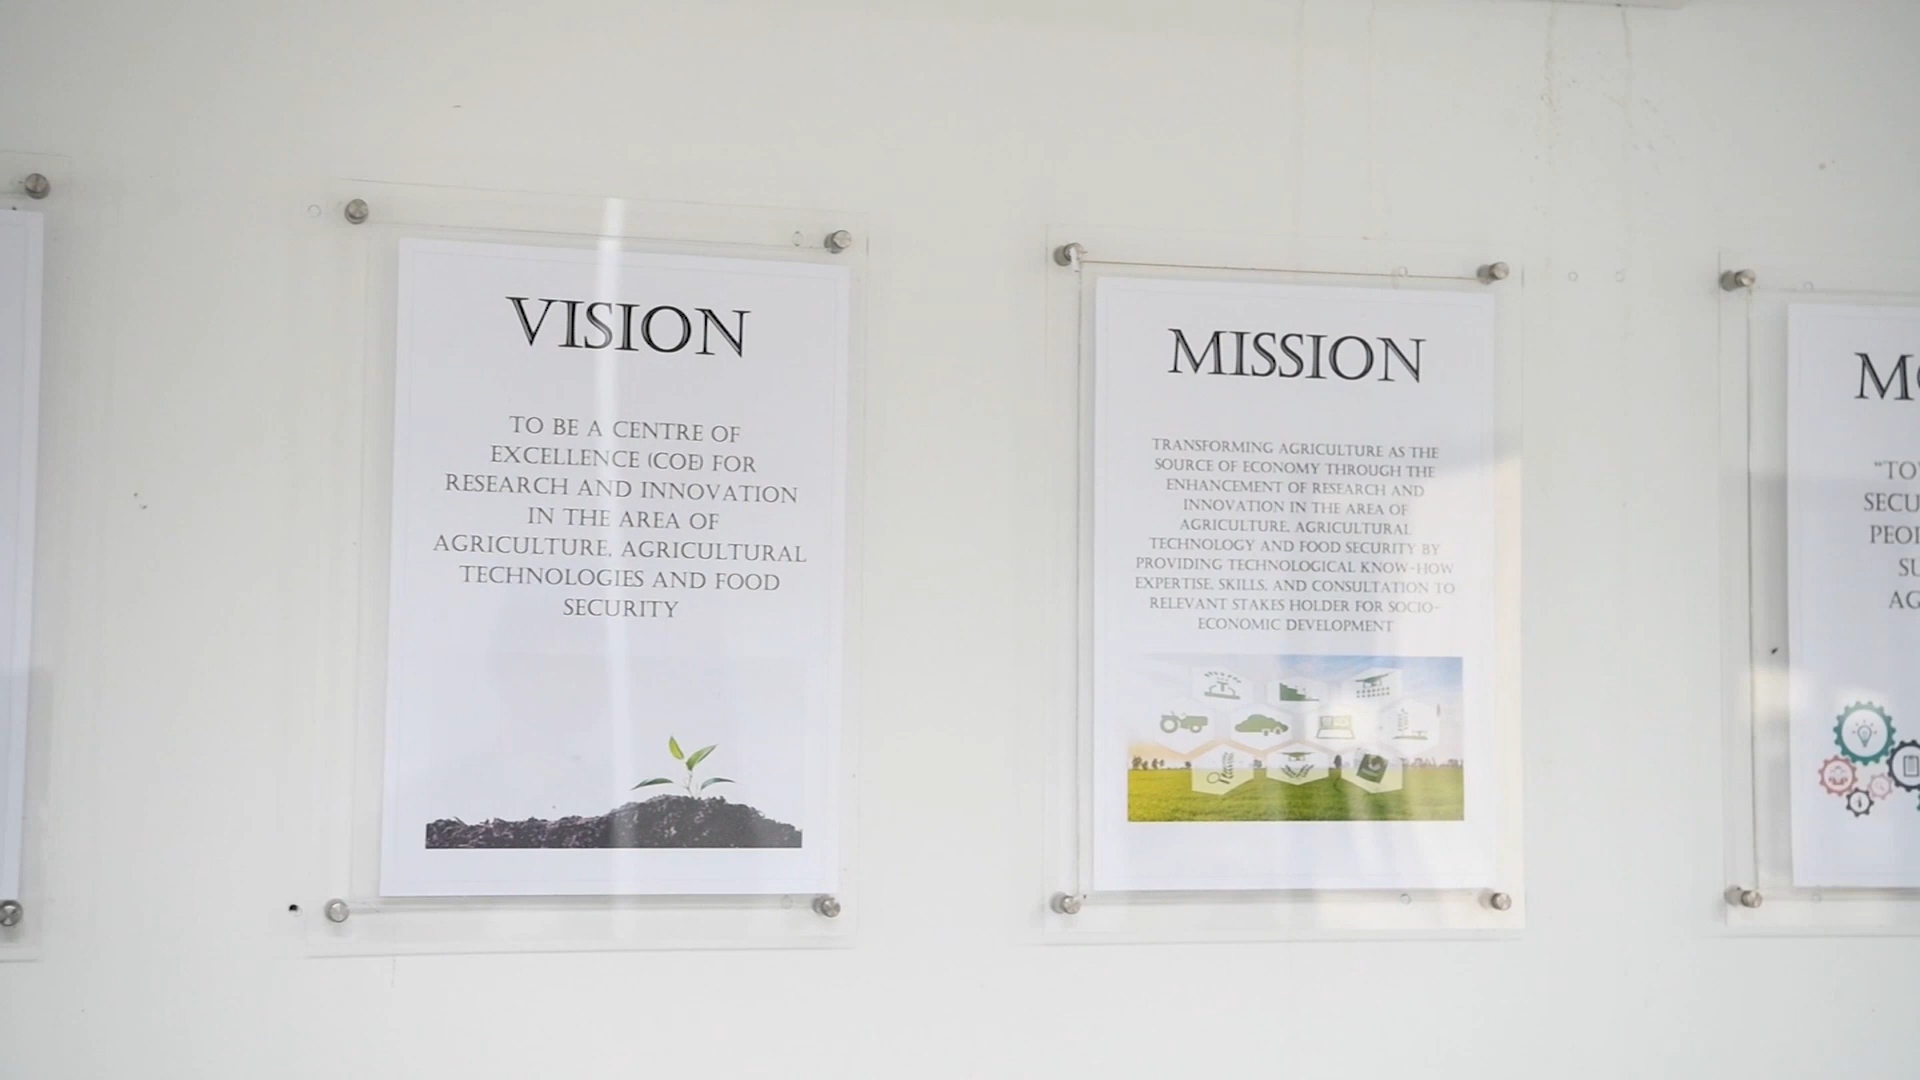 VISION
TO BE A CENTRE OF
EXCELLENCE (COE) FOR
RESEARCH AND INNOVATION
IN THE AREA OF
AGRICULTURE, AGRICULTURAL
TECHNOLOGIES AND FOOD
SECURITY
MISSION
TRANSFORMING AGRICULTURE AS THE
SOURCE OF ECONOMY THROUGH THE
ENHANCEMENT OF RESEARCH AND
INNOVATION IN THE AREA OF
AGRICULTURE, AGRICULTURAL
TECHNOLOGY AND FOOD SECURITY BY
PROVIDING TECHNOLOGICAL KNOW-HOW
EXPERTISE, SKILLS, AND CONSULTATION TO
RELEVANT STAKES HOLDER FOR SOCIO-
ECONOMIC DEVELOPMENT